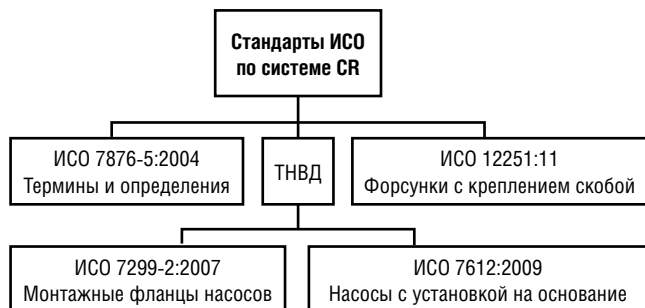 Стандарты ИСО
по системе CR
ИСО 7876-5:2004
Термины и определения
ТНВД
ИСО 12251:11
Форсунки с креплением скобой
ИСО 7299-2:2007
Монтажные фланцы насосов
ИСО 7612:2009
Насосы с установкой на основание